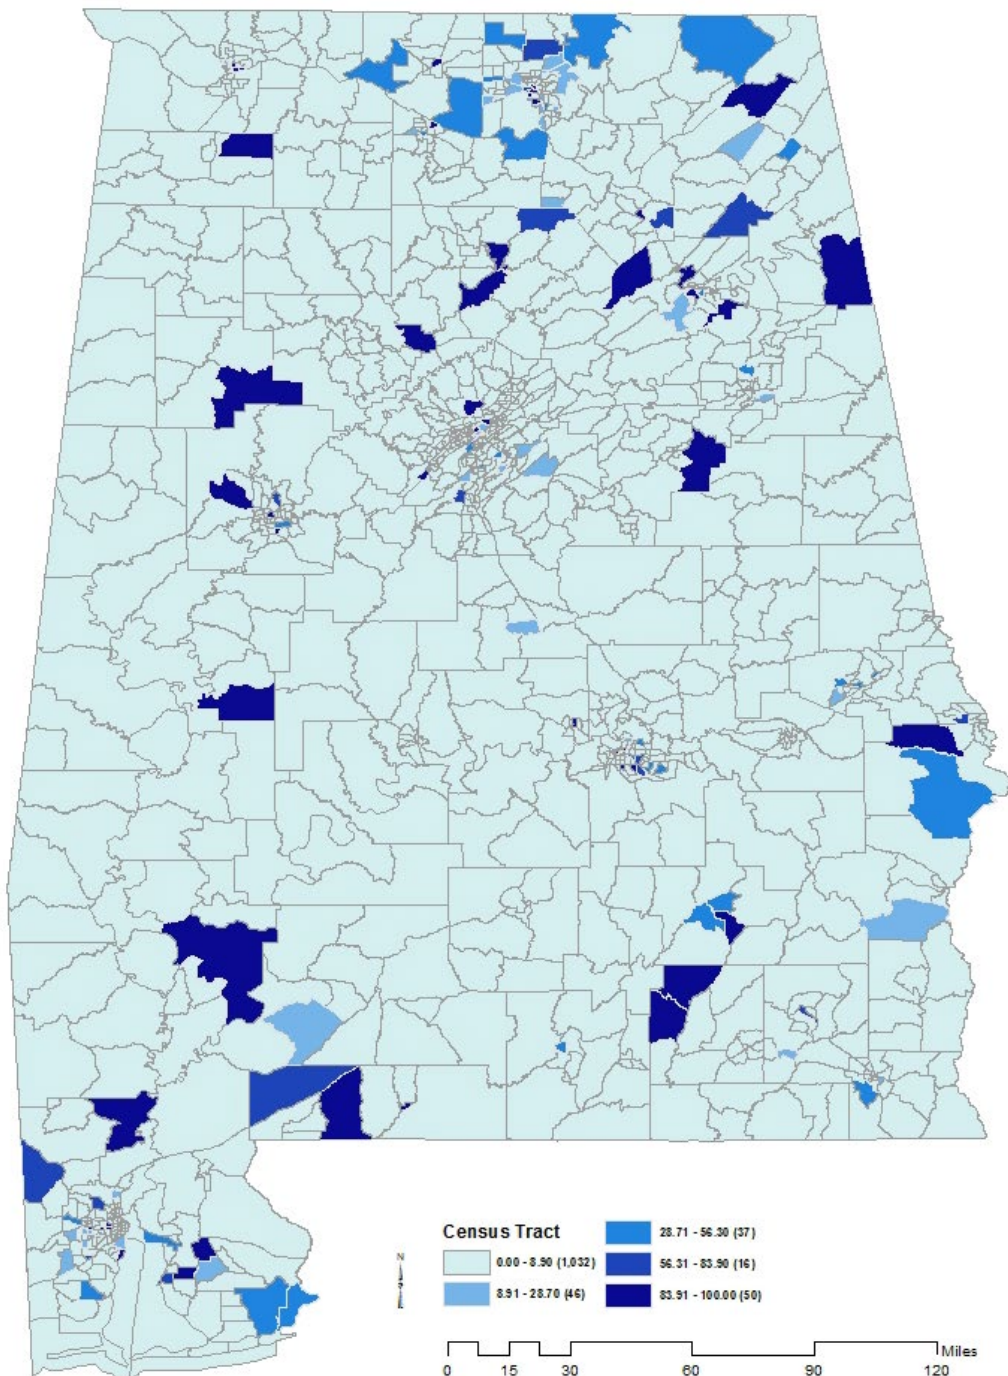 Census Tract
0.00 - 8.90 (1,032)
8.91 - 28.70 (46)
28.71 - 56.30 (37)
56.31 - 83.90 (16)
83.91 - 100.00 (50)
N
Miles
0 15 30 60 90 120